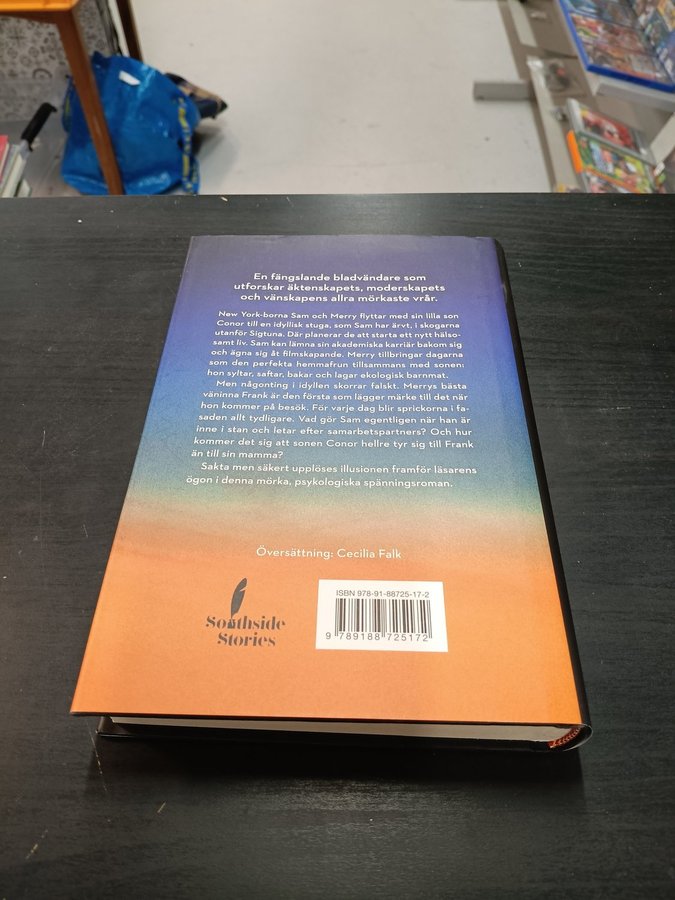 En fängslande bladvändare som
utforskar äktenskapets, moderskapets
och vänskapens allra mörkaste vrår.
New York-borna Sam och Merry flyttar med sin lilla son
Conor till en idyllisk stuga, som Sam har ärvt, i skogarna
utanför Sigtuna. Där planerar de att starta ett nytt hälso-
samt liv. Sam kan lämna sin akademiska karriär bakom sig
och ägna sig åt filmskapande. Merry tillbringar dagarna
som den perfekta hemmafrun tillsammans med sonen:
hon syltar, saftar, bakar och lagar ekologisk barnmat.
Men någonting i idyllen skorrar falskt. Merrys bästa
väninna Frank är den första som lägger märke till det när
hon kommer på besök. För varje dag blir sprickorna i fa-
saden allt tydligare. Vad gör Sam egentligen när han är
inne i stan och letar efter samarbetspartners? Och hur
kommer det sig att sonen Conor hellre tyr sig till Frank
än till sin mamma?
Sakta men säkert upplöses illusionen framför läsarens
ögon i denna mörka, psykologiska spänningsroman.
Översättning: Cecilia Falk
Southside
Stories
ISBN 978-91-88725-17-2
9 789188 725172